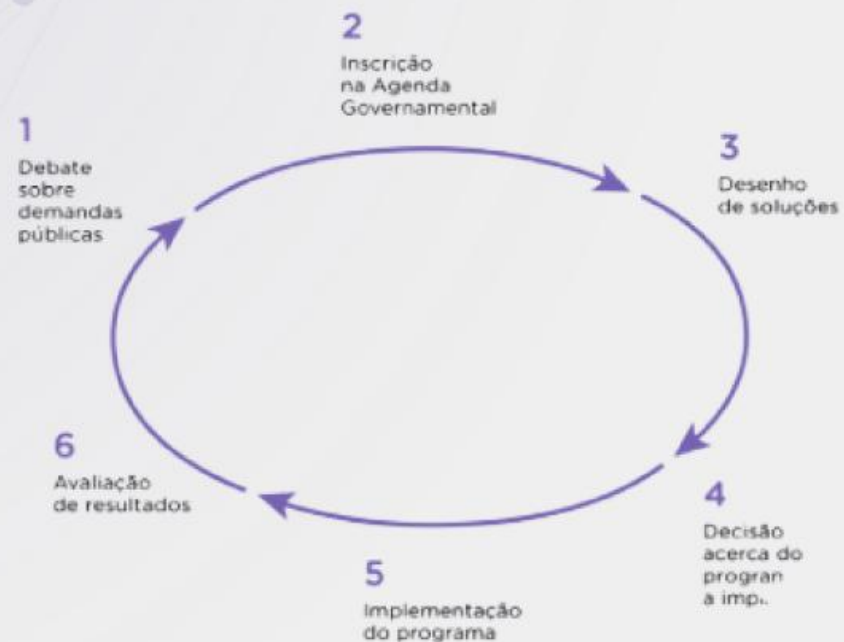 1
Debate
sobre
demandas
públicas
2
Inscrição
na Agenda
Governamental
3
Desenho
de soluções
4
Decisão
acerca do
a
5
Implementação
do programa
6
Avaliação
de resultados